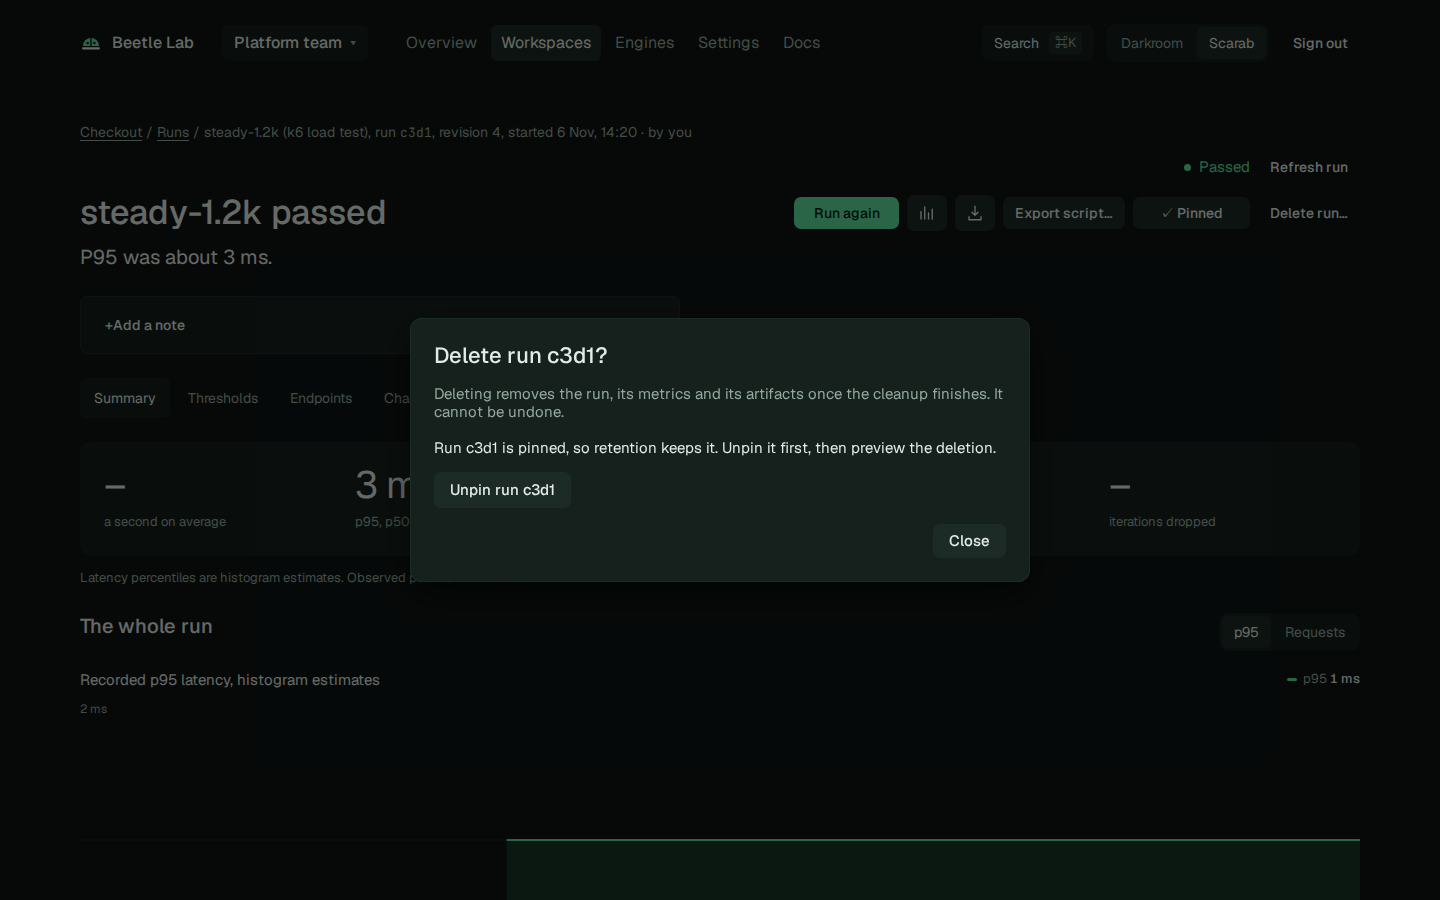 Beetle Lab
Platform team
Overview
Workspaces
Engines
Settings
Docs
Search ⌘K
Darkroom
Scarab
Sign out
Checkout / Runs / steady-1.2k (k6 load test), run c3d1, revision 4, started 6 Nov, 14:20 · by you
Passed
Refresh run
steady-1.2k passed
Run again
Export script…
✓ Pinned
Delete run…
P95 was about 3 ms.
+Add a note
Delete run c3d1?
Deleting removes the run, its metrics and its artifacts once the cleanup finishes. It
cannot be undone.
Run c3d1 is pinned, so retention keeps it. Unpin it first, then preview the deletion.
Unpin run c3d1
Close
Summary
Thresholds
Endpoints
Cha
–
a second on average
3 m
p95, p50
–
iterations dropped
Latency percentiles are histogram estimates. Observed
The whole run
p95
Requests
Recorded p95 latency, histogram estimates
p95 1 ms
2 ms